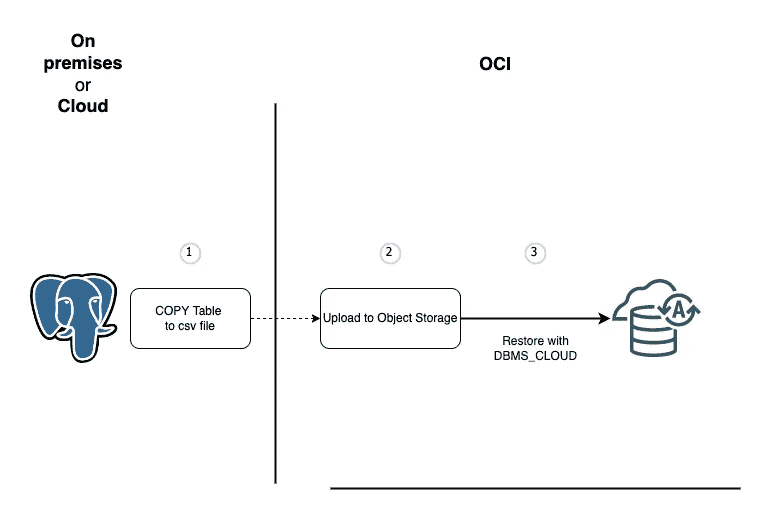 On
premises
or
Cloud
OCI
1
2
3
COPY Table
to csv file
Upload to Object Storage
Restore with
DBMS_CLOUD
A